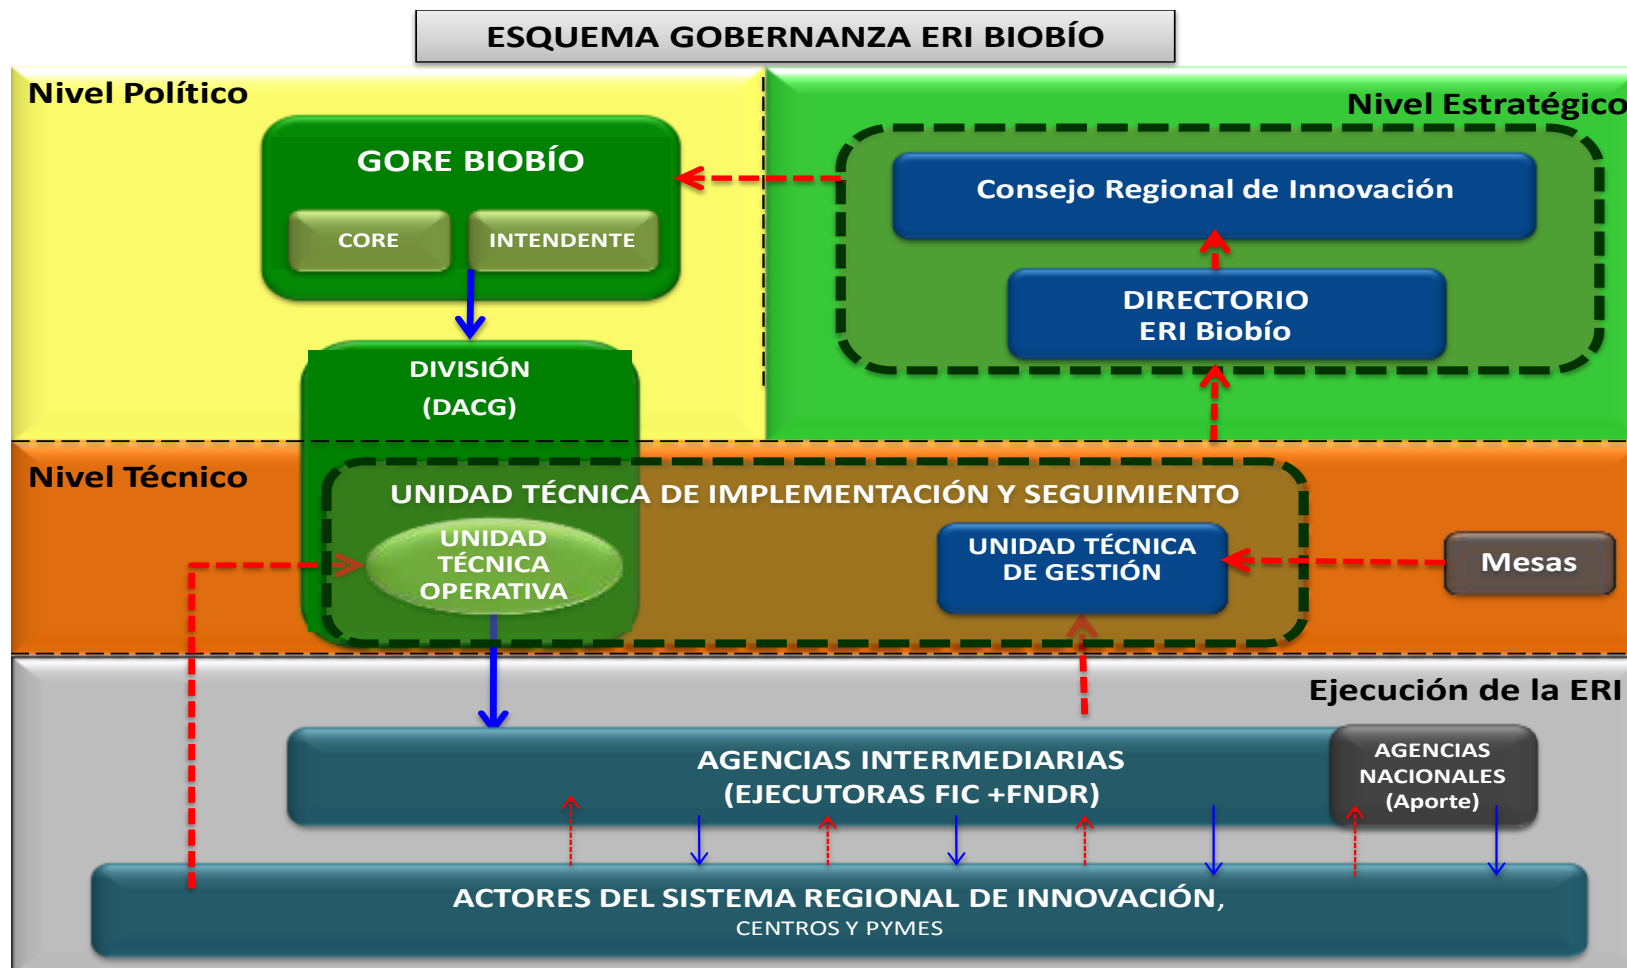 ESQUEMA GOBERNANZA ERI BIOBÍO
Nivel Político
Nivel Estratégico
GORE BIOBÍO
CORE
INTENDENTE
Consejo Regional de Innovación
DIRECTORIO
ERI Biobío
DIVISIÓN
(DACG)
Nivel Técnico
UNIDAD TÉCNICA DE IMPLEMENTACIÓN Y SEGUIMIENTO
UNIDAD
TÉCNICA
OPERATIVA
UNIDAD TÉCNICA
DE GESTIÓN
Mesas
Ejecución de la ERI
AGENCIAS INTERMEDIARIAS
(EJECUTORAS FIC +FNDR)
AGENCIAS
NACIONALES
(Aporte)
ACTORES DEL SISTEMA REGIONAL DE INNOVACIÓN,
CENTROS Y PYMES